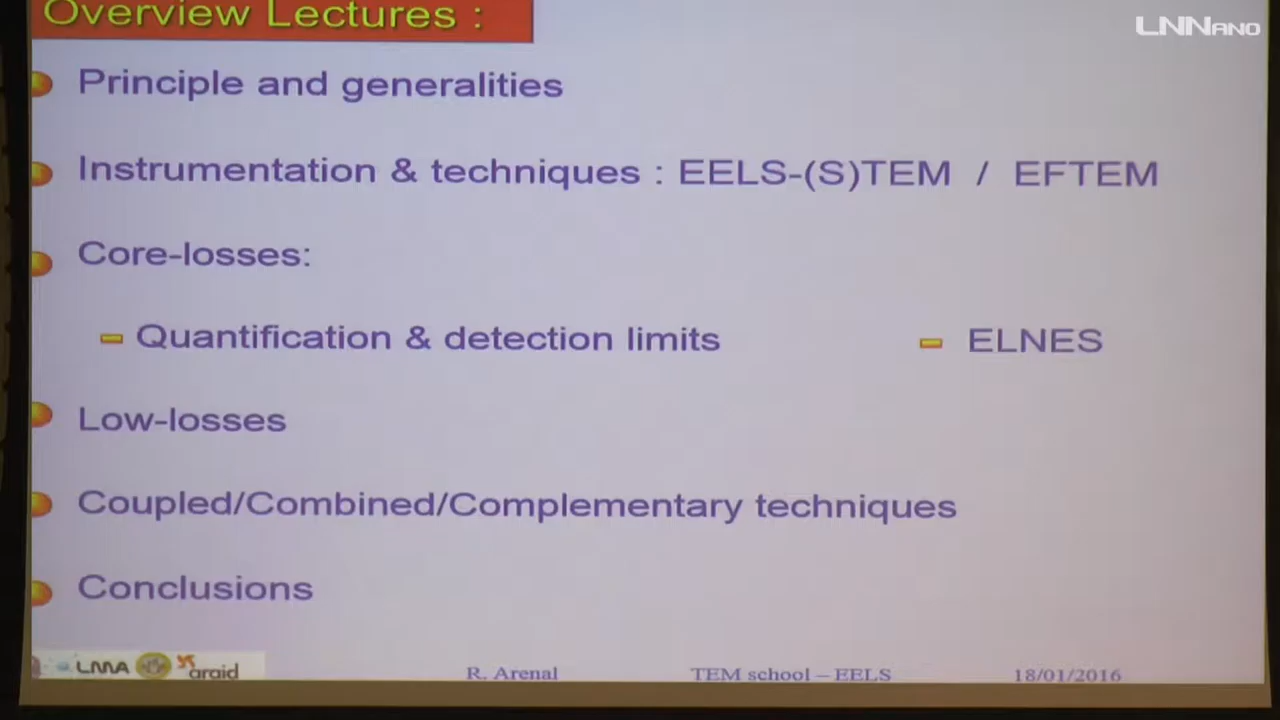 Overview Lectures :
LNNANO
Principle and generalities
Instrumentation & techniques : EELS-(S)TEM / EFTEM
Core-losses:
Quantification & detection limits
ELNES
Low-losses
Coupled/Combined/Complementary techniques
Conclusions
LMA
araid
R. Arenal
TEM school – EELS
18/01/2016